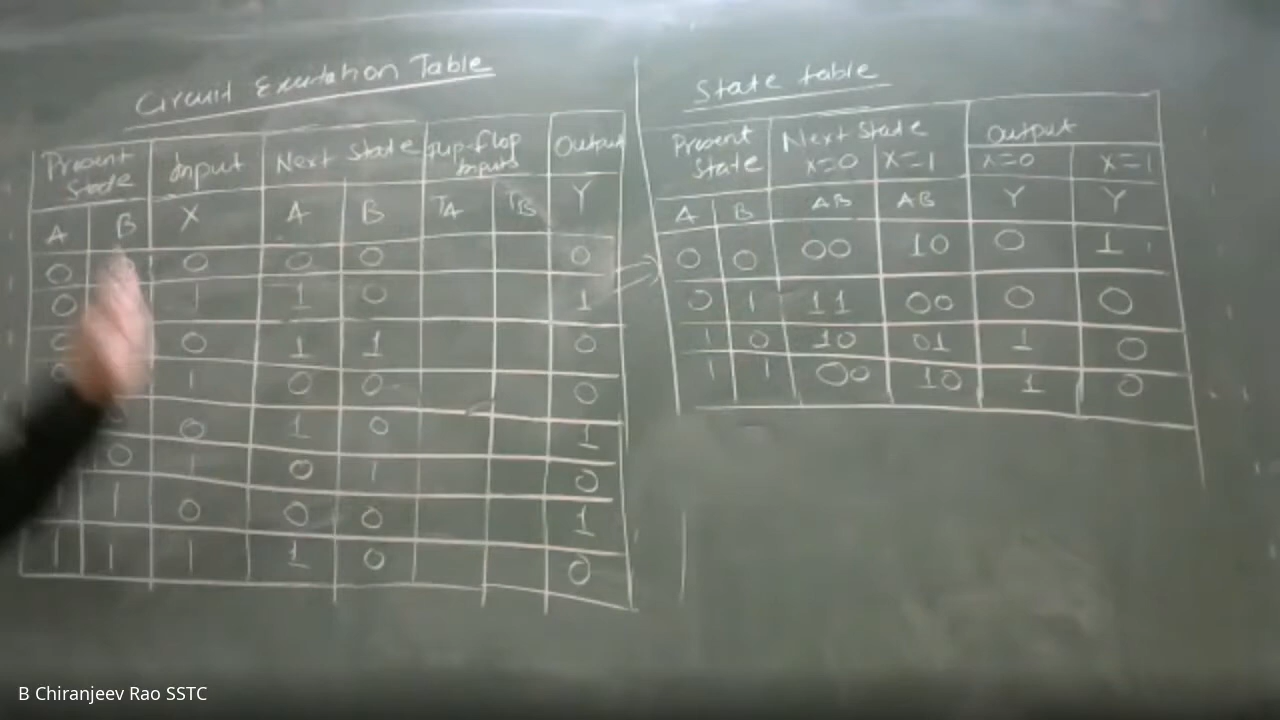 Circuit Excitation Table
Present State Input Next State Flip-flop Inputs Output
A B X A B TA TB Y
0 0 0 0 0
0 1 1 0 1
0 0 1 1 0
0 1 0 0 0
0 0 1 0 1
0 1 0 1 0
1 1 0 0 0 1
1 1 1 1 0 0
State table
Present State Next State Output
x=0 x=1 x=0 x=1
A B AB AB Y Y
0 0 00 10 0 1
0 1 11 00 0 0
1 0 10 01 1 0
1 1 00 10 1 0
B Chiranjeev Rao SSTC